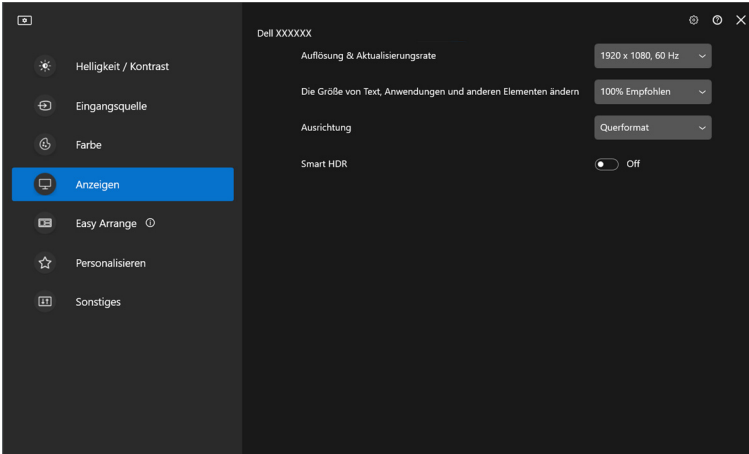 Dell XXXXXX
Helligkeit / Kontrast
Eingangsquelle
Farbe
Anzeigen
Easy Arrange
Personalisieren
Sonstiges
Auflösung & Aktualisierungsrate 1920 x 1080, 60 Hz
Die Größe von Text, Anwendungen und anderen Elementen ändern 100% Empfohlen
Ausrichtung Querformat
Smart HDR Off